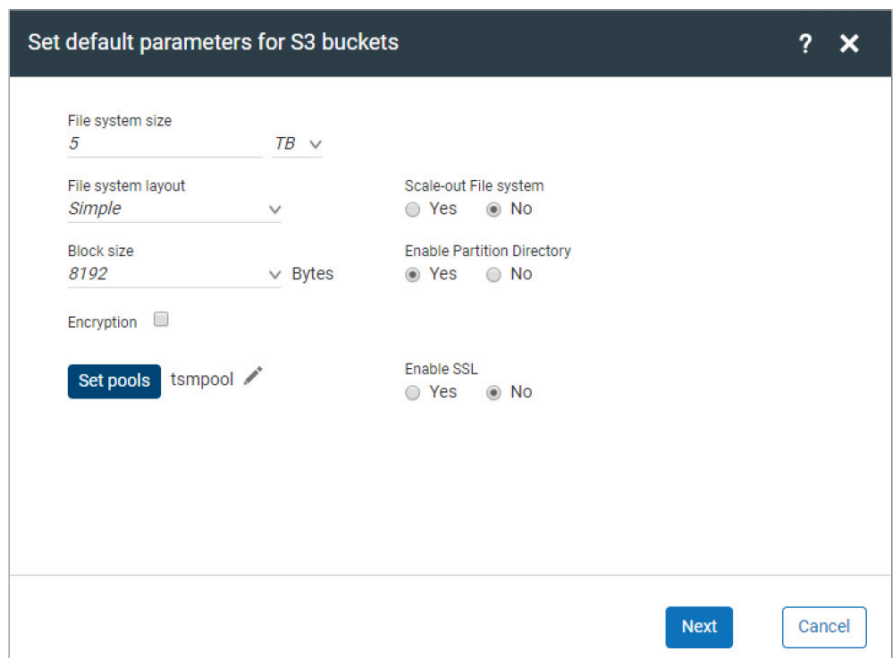 Set default parameters for S3 buckets ?
File system size
5 TB
File system layout Scale-out File system
Simple Yes No
Block size Enable Partition Directory
8192 Bytes Yes No
Encryption
Set pools tsmpool Enable SSL
Yes No
Next Cancel